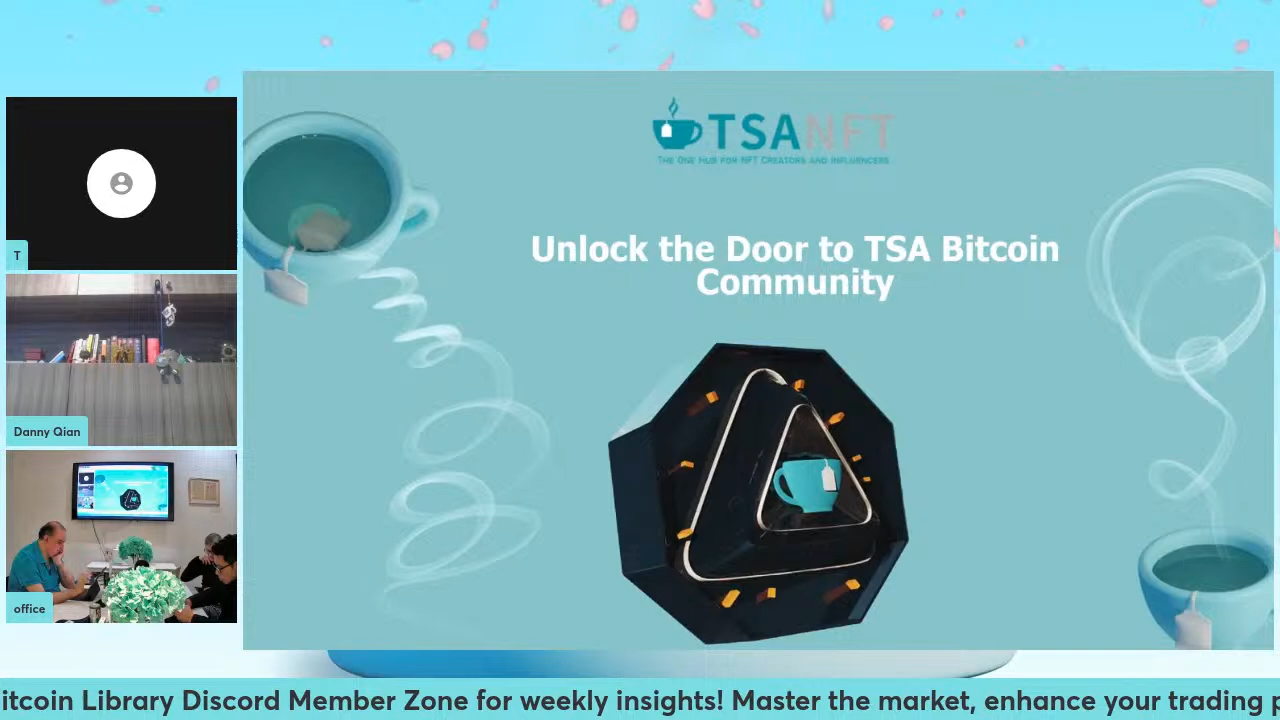 TSANFT
THE ONE HUB FOR NFT CREATORS AND INFLUENCERS
Unlock the Door to TSA Bitcoin
Community
T
Danny Qian
office
itcoin Library Discord Member Zone for weekly insights! Master the market, enhance your trading p